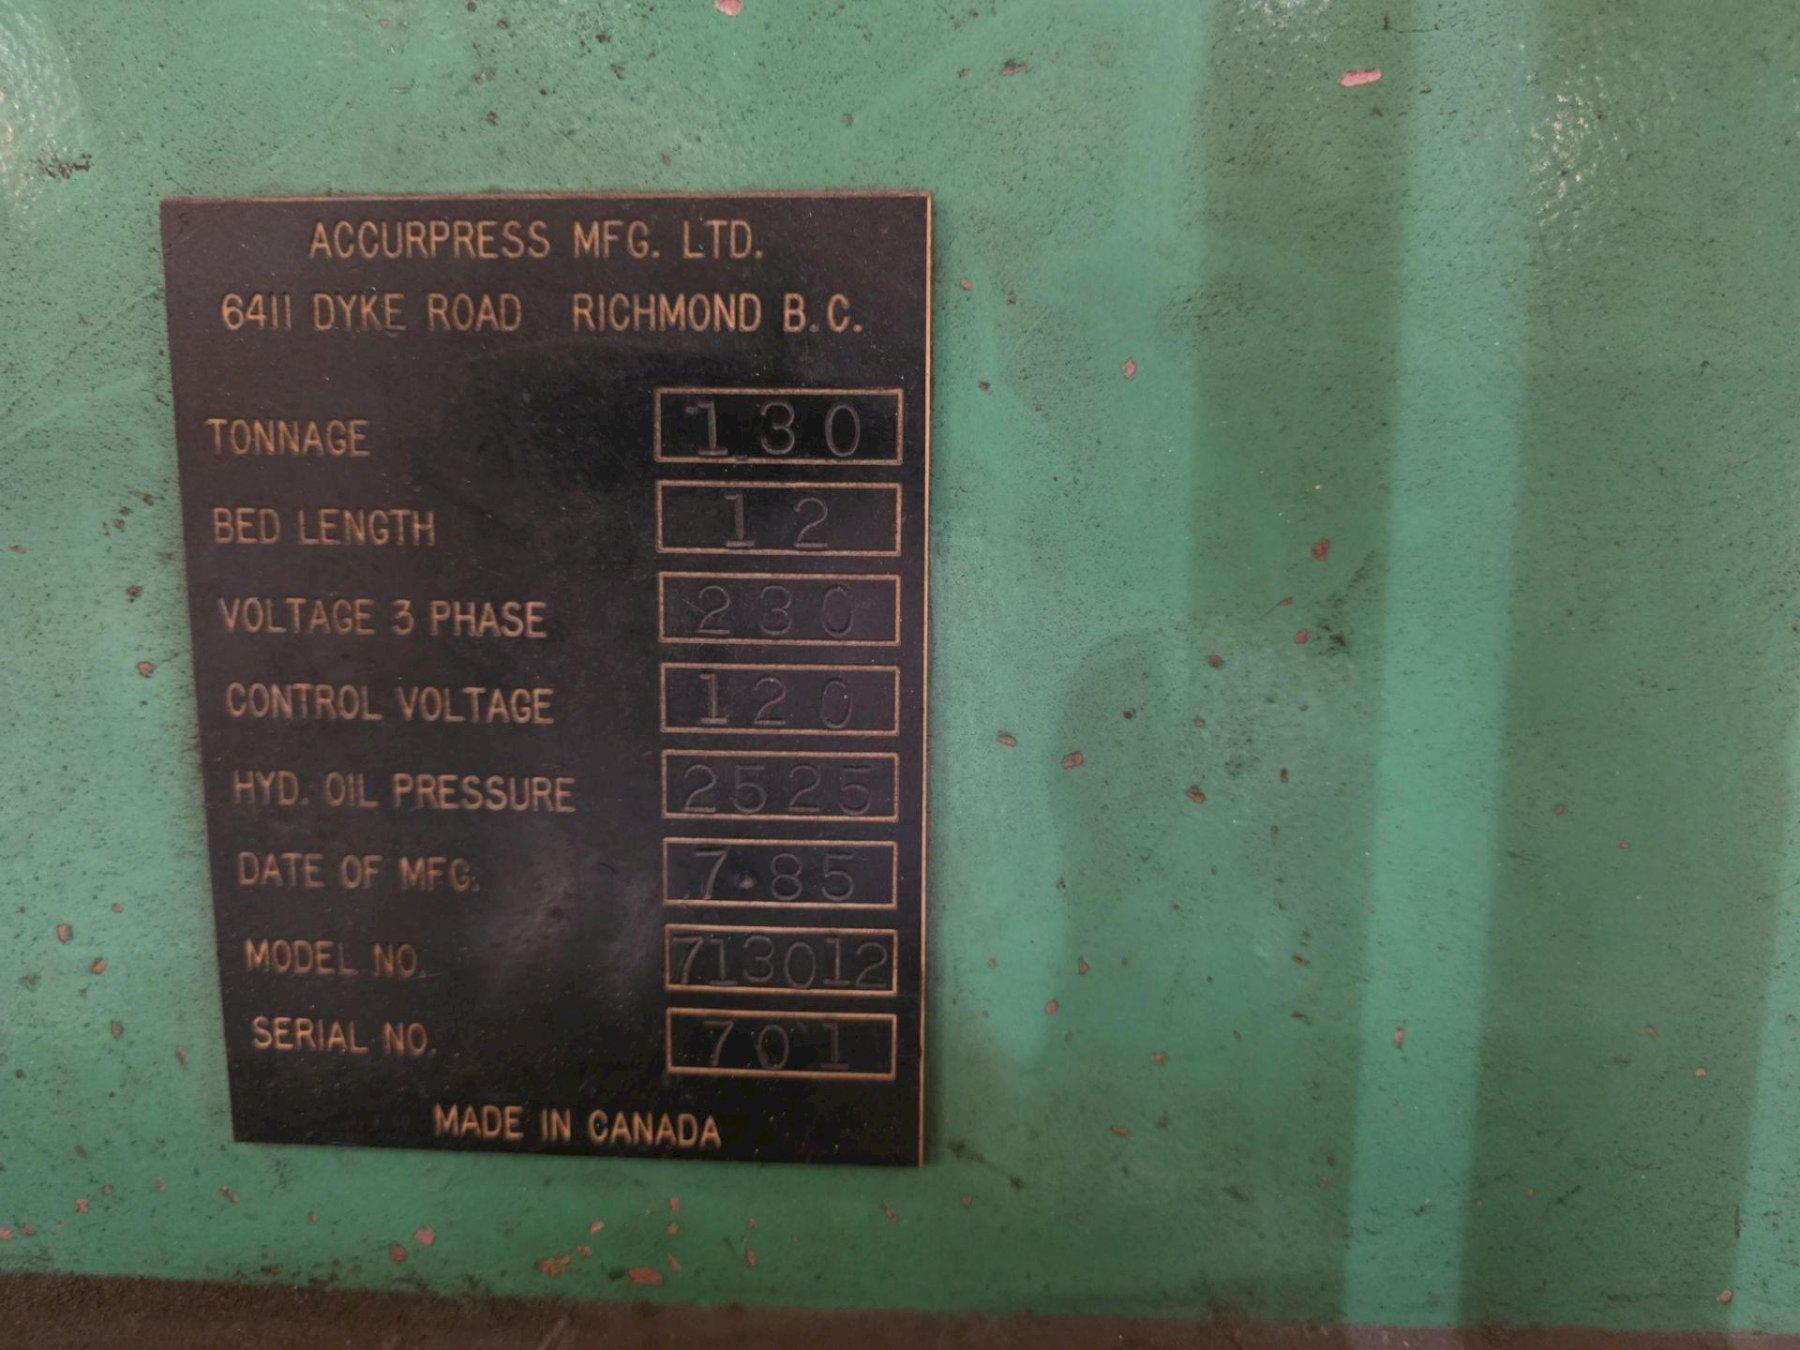 ACCURPRESS MFG. LTD.
6411 DYKE ROAD RICHMOND B.C.
TONNAGE 130
BED LENGTH 12
VOLTAGE 3 PHASE 230
CONTROL VOLTAGE 120
HYD. OIL PRESSURE 2525
DATE OF MFG. 7.85
MODEL NO. 713012
SERIAL NO. 701
MADE IN CANADA